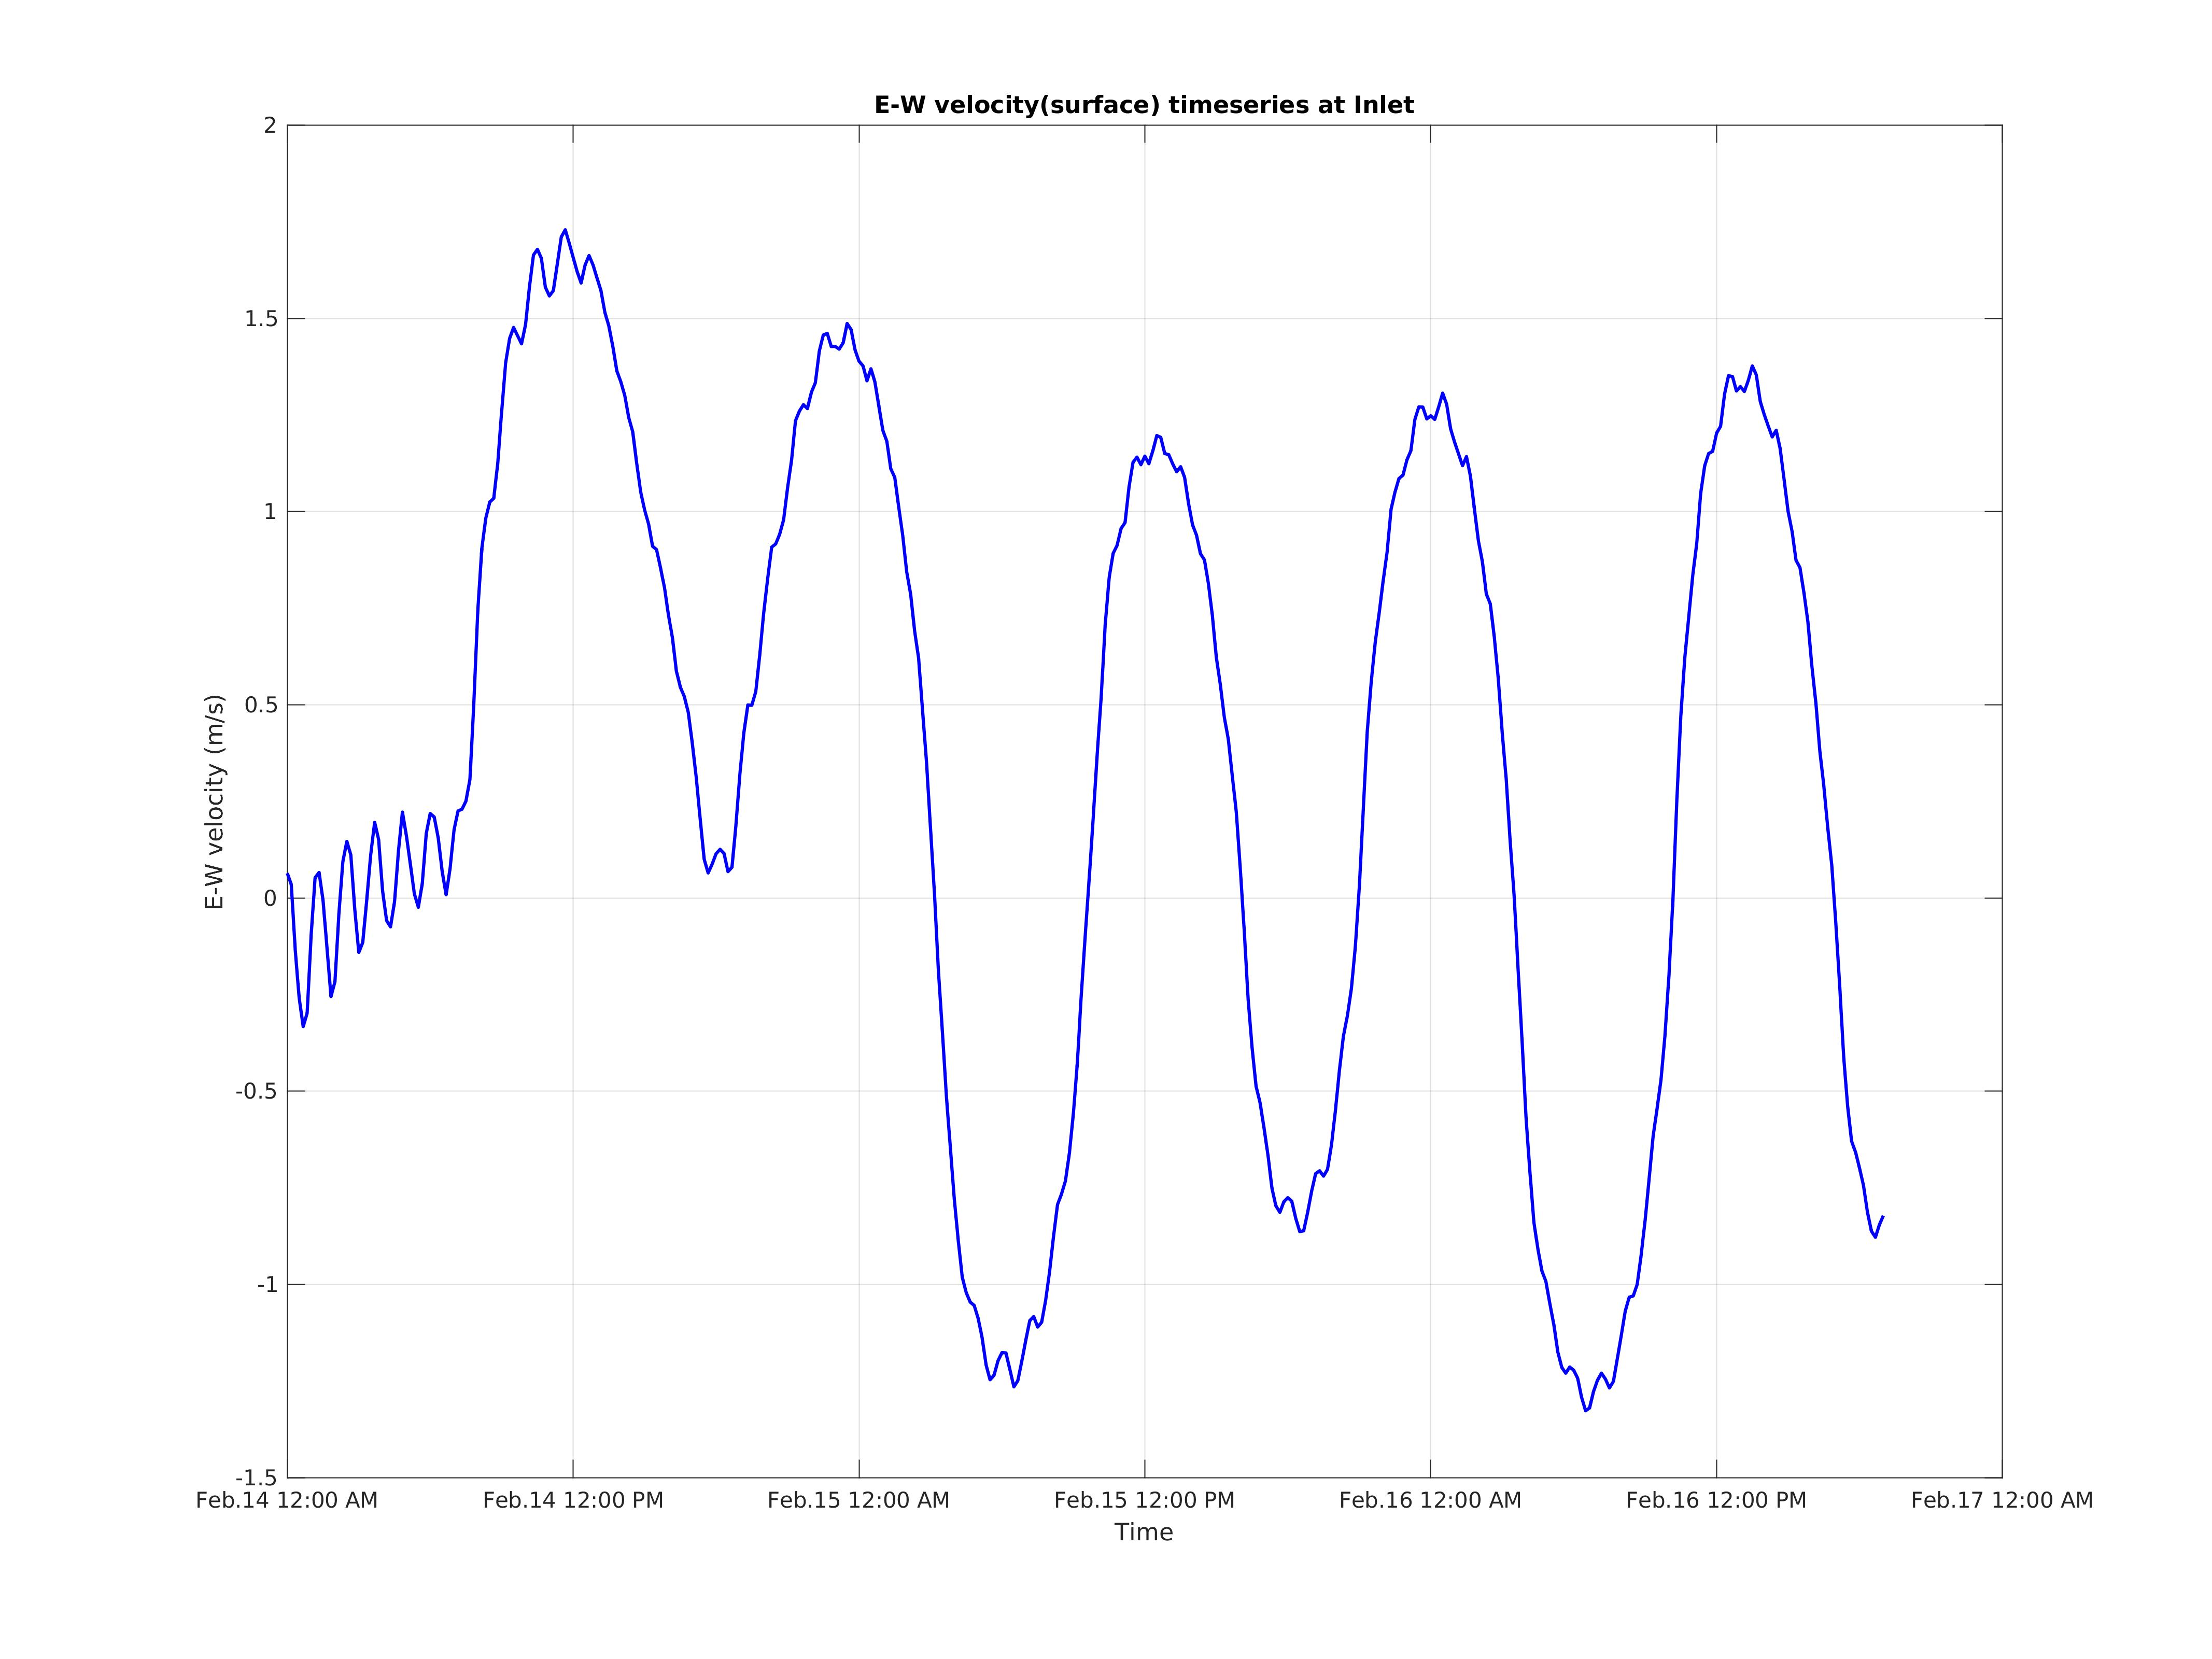 E-W velocity(surface) timeseries at Inlet
2
1.5
1
0.5
0
-0.5
-1
-1.5
E-W velocity (m/s)
Feb.14 12:00 AM
Feb.14 12:00 PM
Feb.15 12:00 AM
Feb.15 12:00 PM
Feb.16 12:00 AM
Feb.16 12:00 PM
Feb.17 12:00 AM
Time